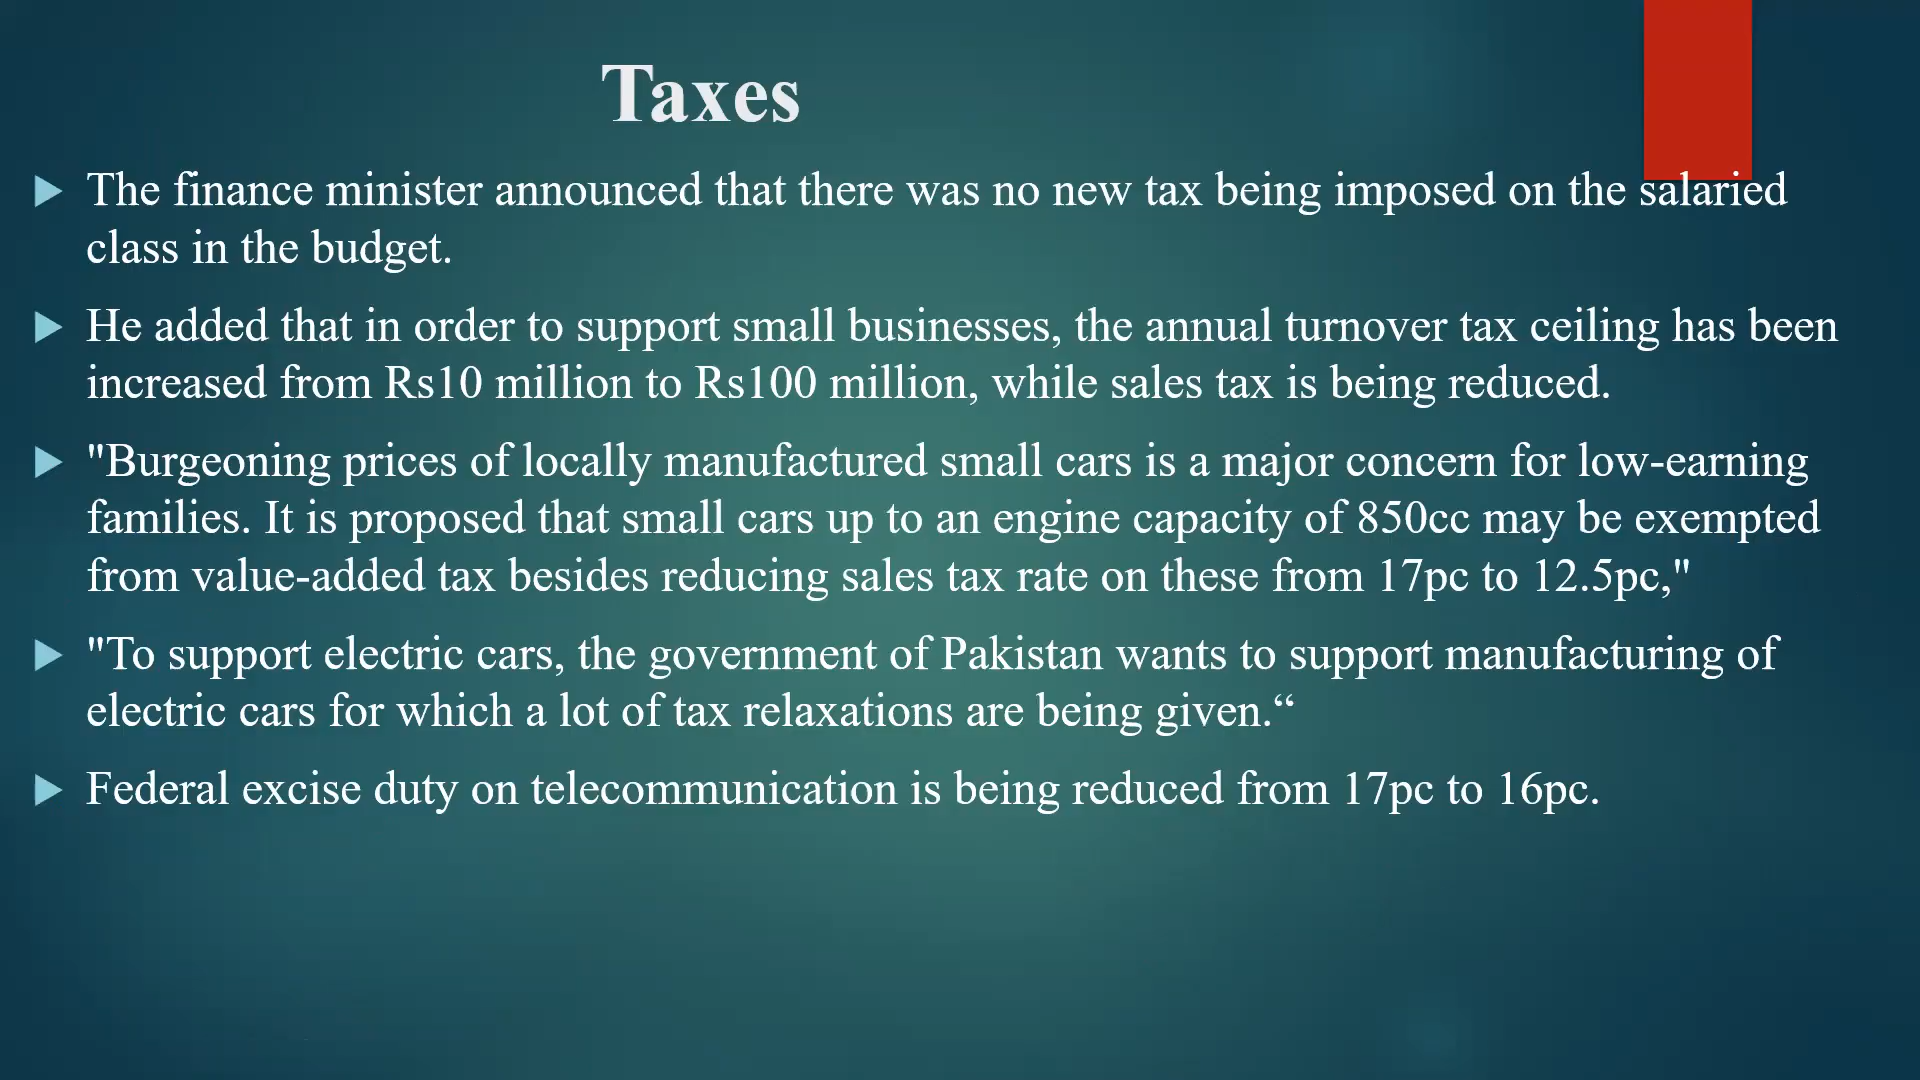 Taxes
The finance minister announced that there was no new tax being imposed on the salaried
class in the budget.
He added that in order to support small businesses, the annual turnover tax ceiling has been
increased from Rs10 million to Rs100 million, while sales tax is being reduced.
"Burgeoning prices of locally manufactured small cars is a major concern for low-earning
families. It is proposed that small cars up to an engine capacity of 850cc may be exempted
from value-added tax besides reducing sales tax rate on these from 17pc to 12.5pc,"
"To support electric cars, the government of Pakistan wants to support manufacturing of
electric cars for which a lot of tax relaxations are being given.“
Federal excise duty on telecommunication is being reduced from 17pc to 16pc.